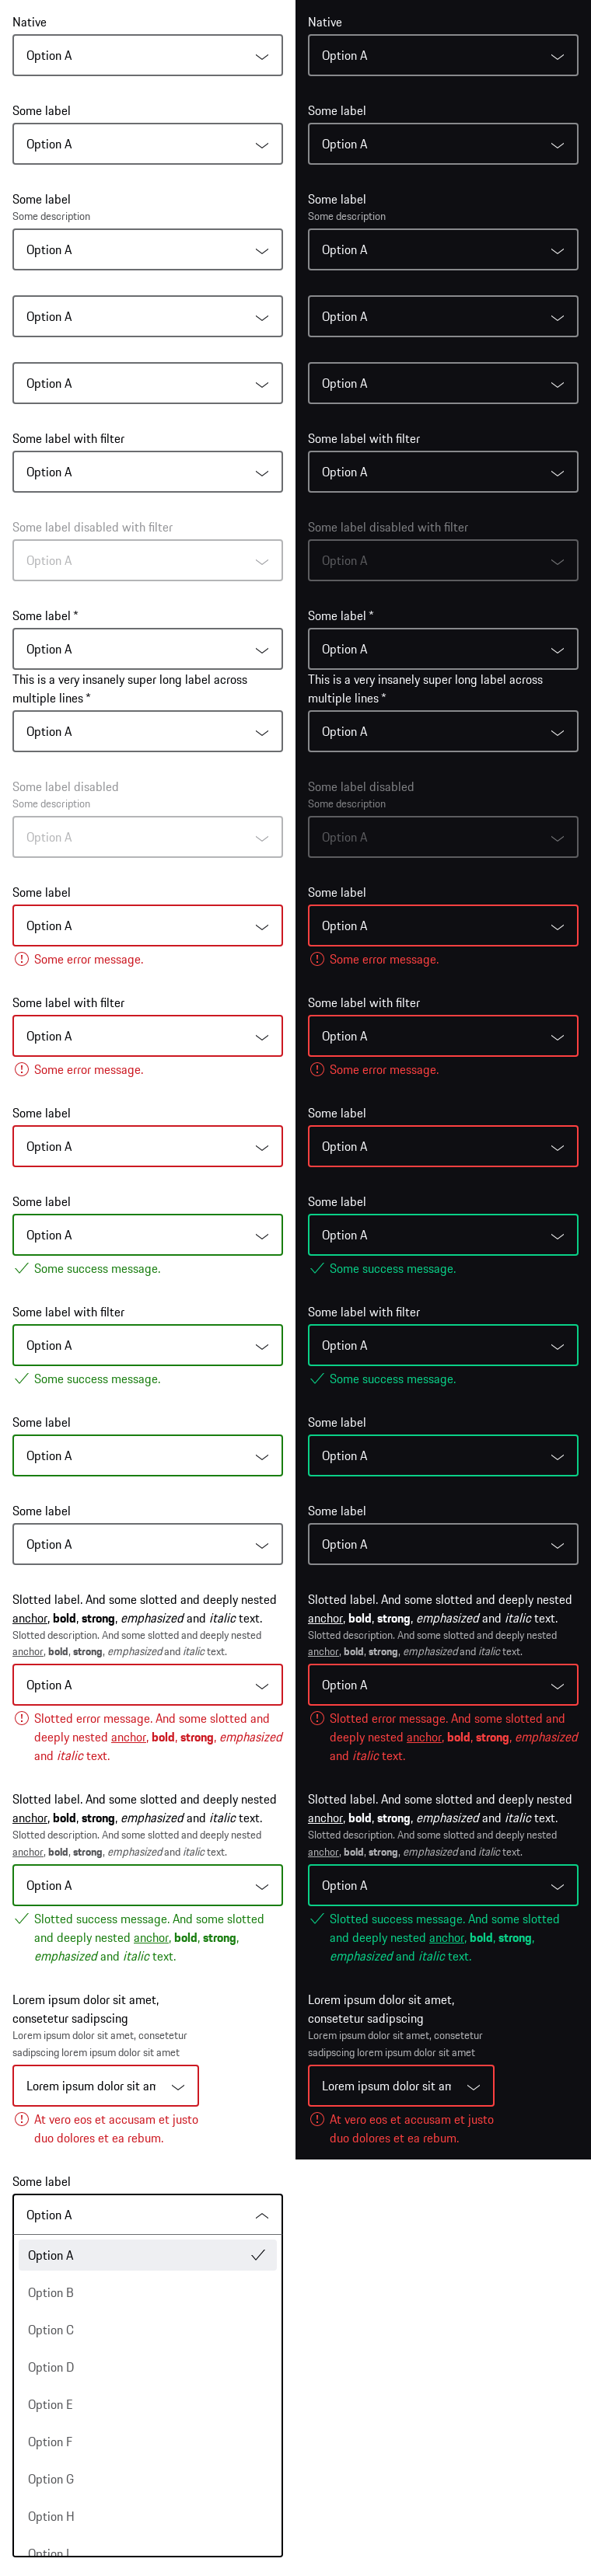 Native
Option A
Some label
Option A
Some label
Some description
Option A
Option A
Option A
Some label with filter
Option A
Some label disabled with filter
Option A
Some label *
Option A
This is a very insanely super long label across
multiple lines *
Option A
Some label disabled
Some description
Option A
Some label
Option A
Some error message.
Some label with filter
Option A
Some error message.
Some label
Option A
Some label
Option A
Some success message.
Some label with filter
Option A
Some success message.
Some label
Option A
Some label
Option A
Slotted label. And some slotted and deeply nested
anchor, bold, strong, emphasized and italic text.
Slotted description. And some slotted and deeply nested
anchor, bold, strong, emphasized and italic text.
Option A
Slotted error message. And some slotted and
deeply nested anchor, bold, strong, emphasized
and italic text.
Slotted label. And some slotted and deeply nested
anchor, bold, strong, emphasized and italic text.
Slotted description. And some slotted and deeply nested
anchor, bold, strong, emphasized and italic text.
Option A
Slotted success message. And some slotted
and deeply nested anchor, bold, strong,
emphasized and italic text.
Lorem ipsum dolor sit amet,
consetetur sadipscing
Lorem ipsum dolor sit amet, consetetur
sadipscing lorem ipsum dolor sit amet
Lorem ipsum dolor sit am
At vero eos et accusam et justo
duo dolores et ea rebum.
Some label
Option A
Option A
Option B
Option C
Option D
Option E
Option F
Option G
Option H
Option I
Native
Option A
Some label
Option A
Some label
Some description
Option A
Option A
Option A
Some label with filter
Option A
Some label disabled with filter
Option A
Some label *
Option A
This is a very insanely super long label across
multiple lines *
Option A
Some label disabled
Some description
Option A
Some label
Option A
Some error message.
Some label with filter
Option A
Some error message.
Some label
Option A
Some label
Option A
Some success message.
Some label with filter
Option A
Some success message.
Some label
Option A
Some label
Option A
Slotted label. And some slotted and deeply nested
anchor, bold, strong, emphasized and italic text.
Slotted description. And some slotted and deeply nested
anchor, bold, strong, emphasized and italic text.
Option A
Slotted error message. And some slotted and
deeply nested anchor, bold, strong, emphasized
and italic text.
Slotted label. And some slotted and deeply nested
anchor, bold, strong, emphasized and italic text.
Slotted description. And some slotted and deeply nested
anchor, bold, strong, emphasized and italic text.
Option A
Slotted success message. And some slotted
and deeply nested anchor, bold, strong,
emphasized and italic text.
Lorem ipsum dolor sit amet,
consetetur sadipscing
Lorem ipsum dolor sit amet, consetetur
sadipscing lorem ipsum dolor sit amet
Lorem ipsum dolor sit am
At vero eos et accusam et justo
duo dolores et ea rebum.